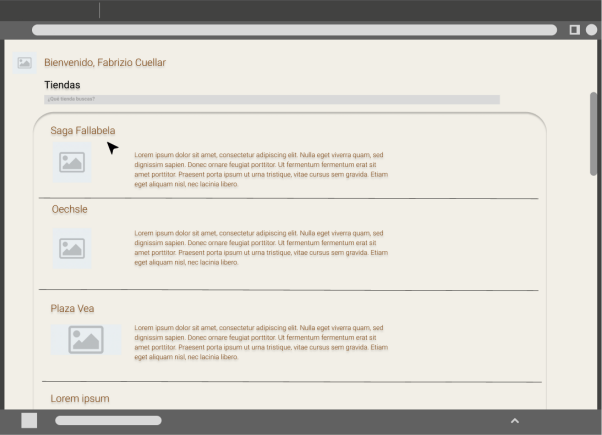 Bienvenido, Fabrizio Cuellar
Tiendas
¿Qué tienda buscas?
Saga Fallabela
Lorem ipsum dolor sit amet, consectetur adipiscing elit. Nulla eget viverra quam, sed
dignissim sapien. Donec ornare feugiat porttitor. Ut fermentum fermentum erat sit
amet porttitor. Praesent porta ipsum ut urna tristique, vitae cursus sem gravida. Etiam
eget aliquam nisl, nec lacinia libero.
Oechsle
Lorem ipsum dolor sit amet, consectetur adipiscing elit. Nulla eget viverra quam, sed
dignissim sapien. Donec ornare feugiat porttitor. Ut fermentum fermentum erat sit
amet porttitor. Praesent porta ipsum ut urna tristique, vitae cursus sem gravida. Etiam
eget aliquam nisl, nec lacinia libero.
Plaza Vea
Lorem ipsum dolor sit amet, consectetur adipiscing elit. Nulla eget viverra quam, sed
dignissim sapien. Donec ornare feugiat porttitor. Ut fermentum fermentum erat sit
amet porttitor. Praesent porta ipsum ut urna tristique, vitae cursus sem gravida. Etiam
eget aliquam nisl, nec lacinia libero.
Lorem ipsum